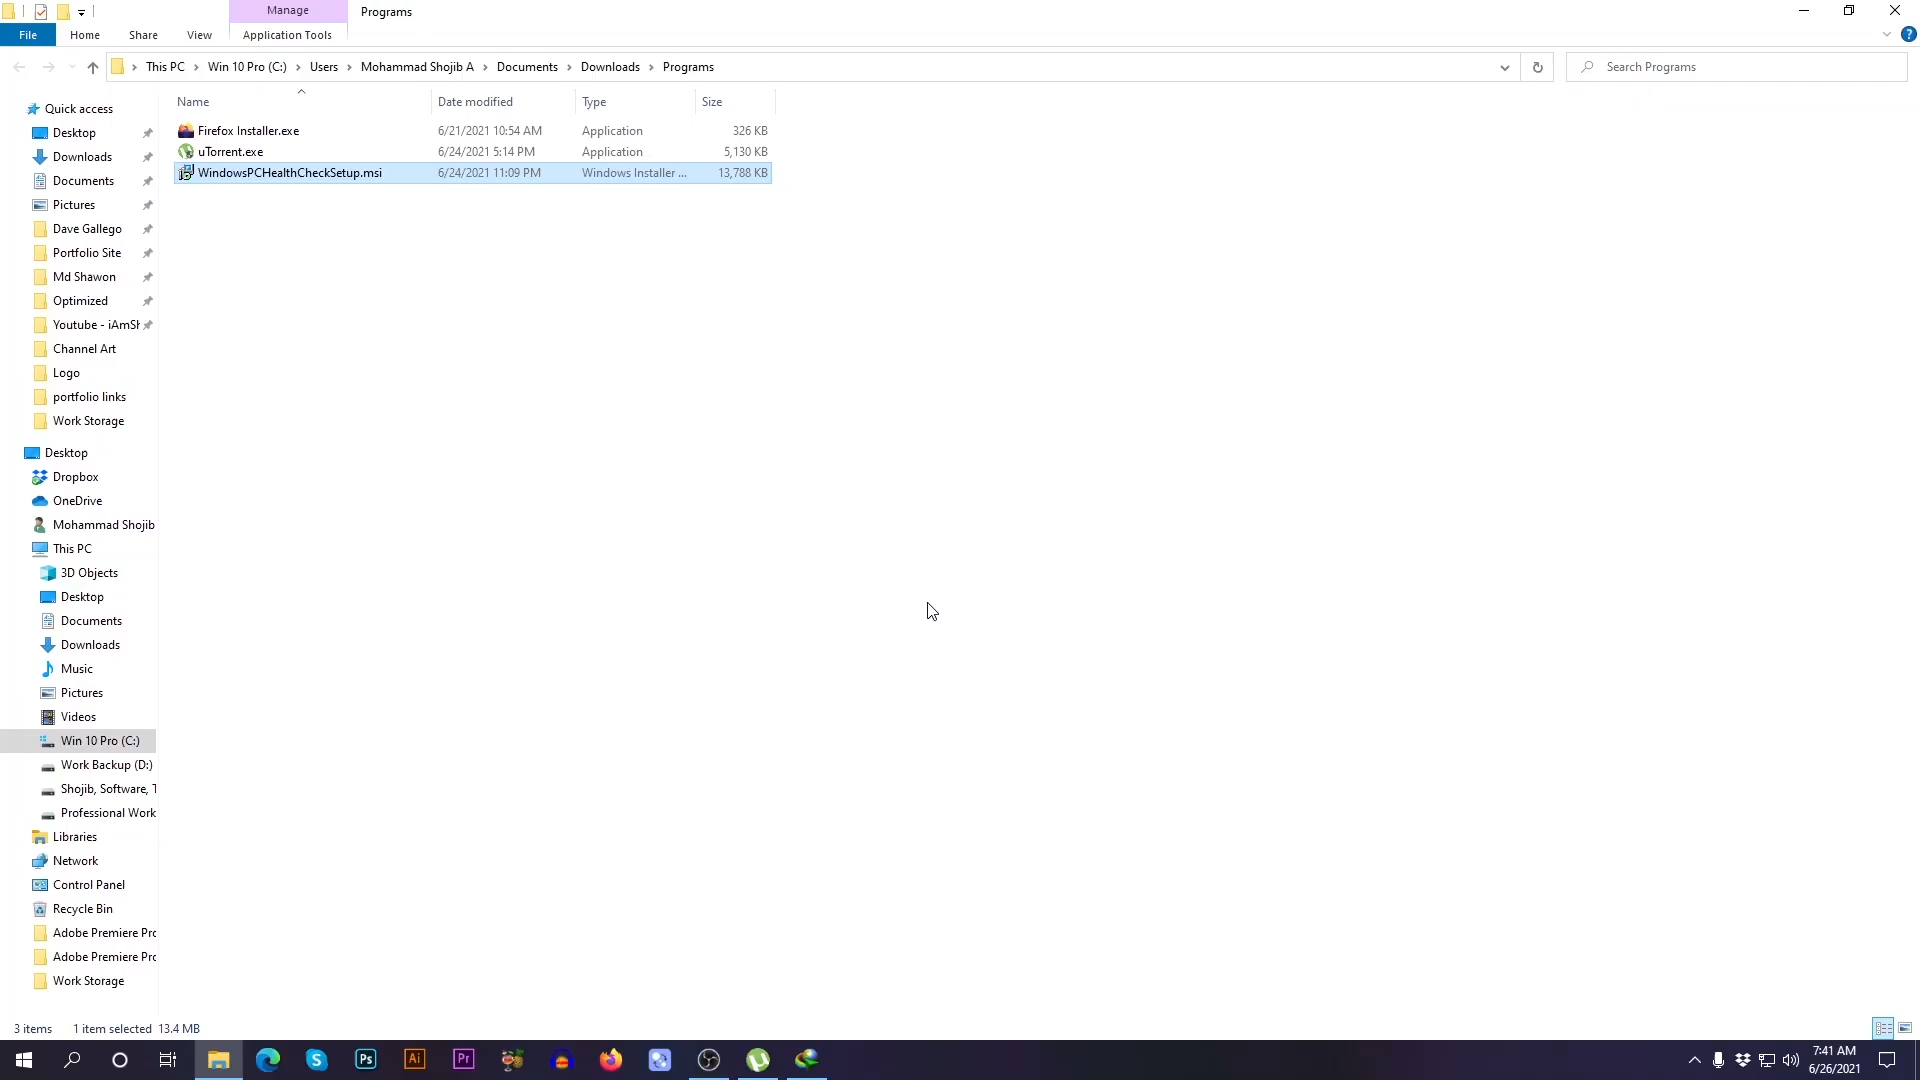 Manage
Programs
File
Home
Share
View
Application Tools
?
This PC
Win 10 Pro (C:)
Users
Mohammad Shojib A
Documents
Downloads
Programs
Search Programs
Name
Date modified
Type
Size
Firefox Installer.exe
6/21/2021 10:54 AM
Application
326 KB
uTorrent.exe
6/24/2021 5:14 PM
Application
5,130 KB
WindowsPCHealthCheckSetup.msi
6/24/2021 11:09 PM
Windows Installer ...
13,788 KB
Quick access
Desktop
Downloads
Documents
Pictures
Dave Gallego
Portfolio Site
Md Shawon
Optimized
Youtube - iAmSh
Channel Art
Logo
portfolio links
Work Storage
Desktop
Dropbox
OneDrive
Mohammad Shojib
This PC
3D Objects
Desktop
Documents
Downloads
Music
Pictures
Videos
Win 10 Pro (C:)
Work Backup (D:)
Shojib, Software, T
Professional Work
Libraries
Network
Control Panel
Recycle Bin
Adobe Premiere Pro
Adobe Premiere Pro
Work Storage
3 items
1 item selected
13.4 MB
S
Ps
Ai
Pr
7:41 AM
6/26/2021